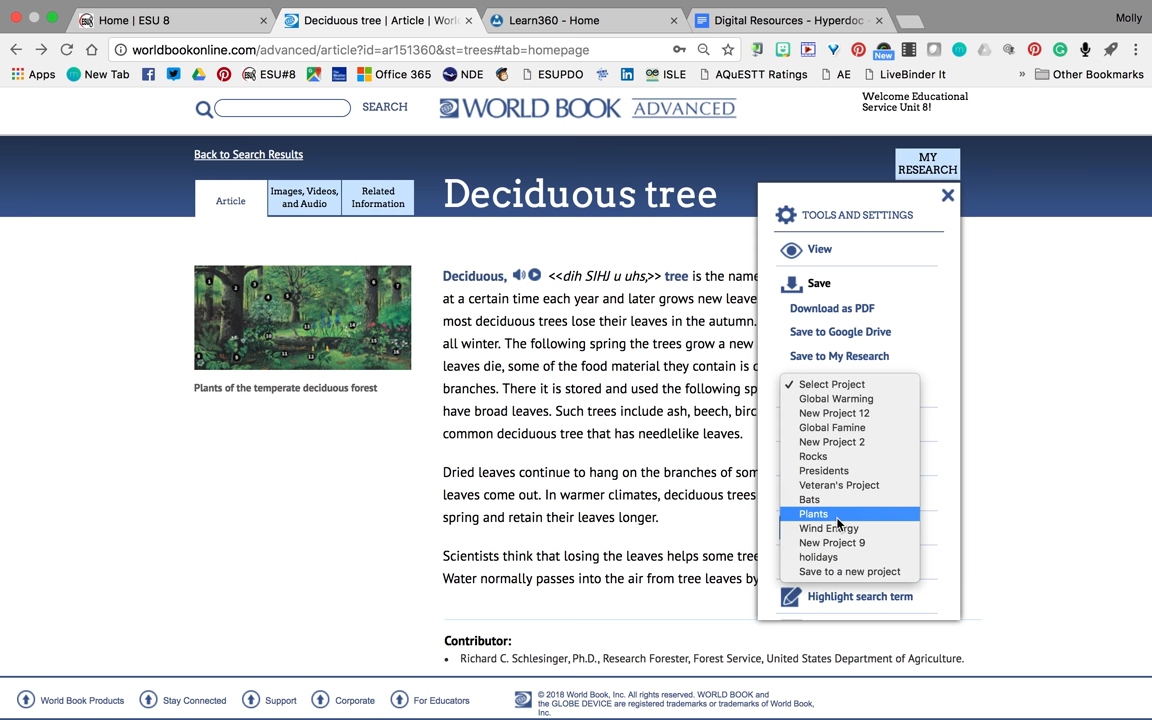 Home | ESU 8
Deciduous tree | Article | Worl
Learn360 - Home
Digital Resources - Hyperdoc -
Molly
worldbookonline.com/advanced/article?id=ar151360&st=trees#tab=homepage
New
Apps
New Tab
ESU#8
Office 365
NDE
ESUPDO
ISLE
AQuESTT Ratings
AE
LiveBinder It
»
Other Bookmarks
SEARCH
WORLD BOOK ADVANCED
Welcome Educational
Service Unit 8!
Back to Search Results
MY
RESEARCH
Article
Images, Videos,
and Audio
Related
Information
Deciduous tree
TOOLS AND SETTINGS
View
Save
Download as PDF
Save to Google Drive
Save to My Research
✓ Select Project
Global Warming
New Project 12
Global Famine
New Project 2
Rocks
Presidents
Veteran's Project
Bats
Plants
Wind Energy
New Project 9
holidays
Save to a new project
Highlight search term
Plants of the temperate deciduous forest
Deciduous, <<dih SIHJ u uhs,>> tree is the name
at a certain time each year and later grows new leave
most deciduous trees lose their leaves in the autumn.
all winter. The following spring the trees grow a new
leaves die, some of the food material they contain is c
branches. There it is stored and used the following sp
have broad leaves. Such trees include ash, beech, birc
common deciduous tree that has needlelike leaves.
Dried leaves continue to hang on the branches of som
leaves come out. In warmer climates, deciduous trees
spring and retain their leaves longer.
Scientists think that losing the leaves helps some tree
Water normally passes into the air from tree leaves by
Contributor:
• Richard C. Schlesinger, Ph.D., Research Forester, Forest Service, United States Department of Agriculture.
World Book Products
Stay Connected
Support
Corporate
For Educators
© 2018 World Book, Inc. All rights reserved. WORLD BOOK and
the GLOBE DEVICE are registered trademarks or trademarks of World Book,
Inc.